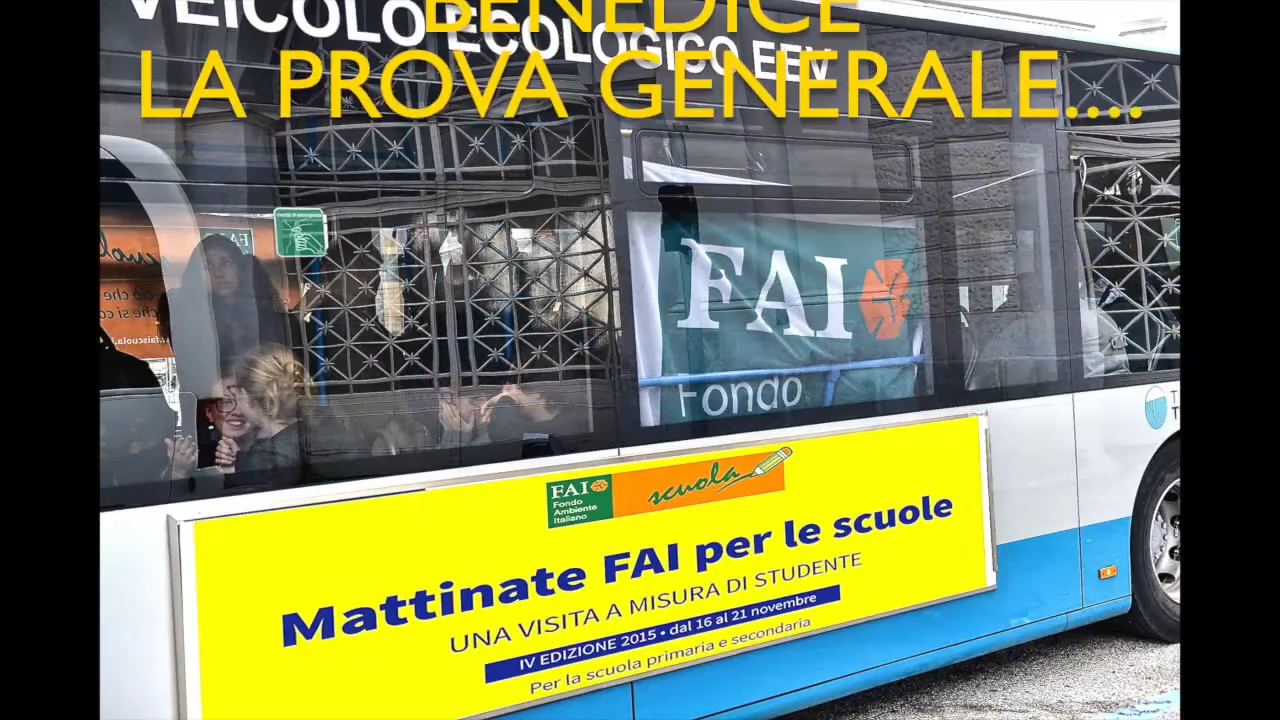 BENEDICE
LA PROVA GENERALE....
VEICOLO ECOLOGICO EEV
scuola
FAI
Fondo
FAI
Fondo
Ambiente
Italiano
scuola
Mattinate FAI per le scuole
UNA VISITA A MISURA DI STUDENTE
IV EDIZIONE 2015 • dal 16 al 21 novembre
Per la scuola primaria e secondaria